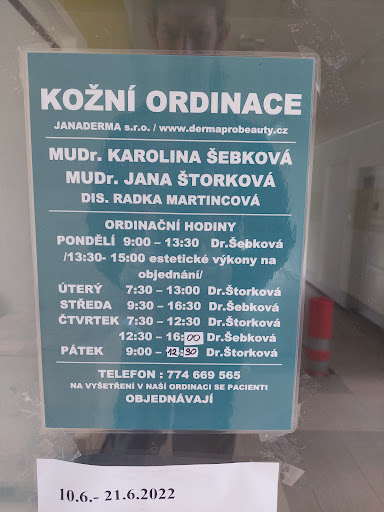 KOŽNÍ ORDINACE
JANADERMA s.r.o. / www.dermaprobeauty.cz
MUDr. KAROLINA ŠEBKOVÁ
MUDr. JANA ŠTORKOVÁ
DIS. RADKA MARTINCOVÁ
ORDINAČNÍ HODINY
PONDĚLÍ 9:00 – 13:30 Dr.Šebková
/13:30- 15:00 estetické výkony na
objednání/
ÚTERÝ 7:30 – 13:00 Dr.Štorková
STŘEDA 9:30 – 16:30 Dr.Šebková
ČTVRTEK 7:30 – 12:30 Dr.Štorková
12:30 – 16:00 Dr.Šebková
PÁTEK 9:00 – 12:30 Dr.Štorková
TELEFON : 774 669 565
NA VYŠETŘENÍ V NAŠÍ ORDINACI SE PACIENTI
OBJEDNÁVAJÍ
10.6.- 21.6.2022